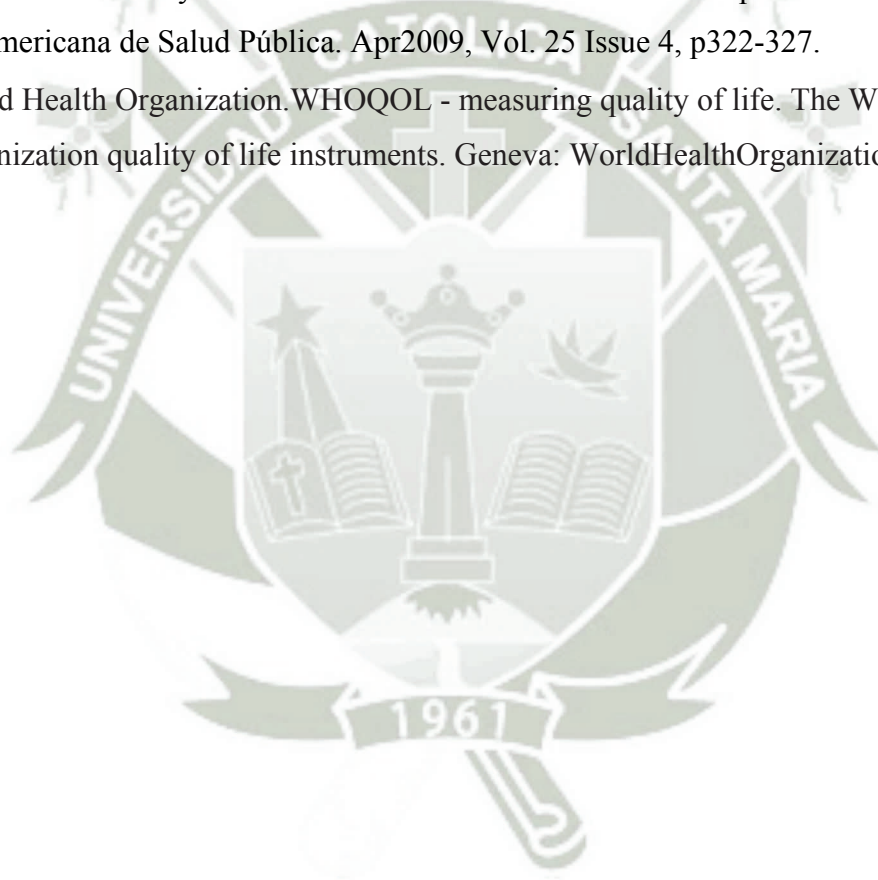 mericana de Salud Pública. Apr2009, Vol. 25 Issue 4, p322-327.
d Health Organization.WHOQOL - measuring quality of life. The W
nization quality of life instruments. Geneva: WorldHealthOrganizatio
UNIVERSIDAD CATOLICA SANTA MARIA
1961